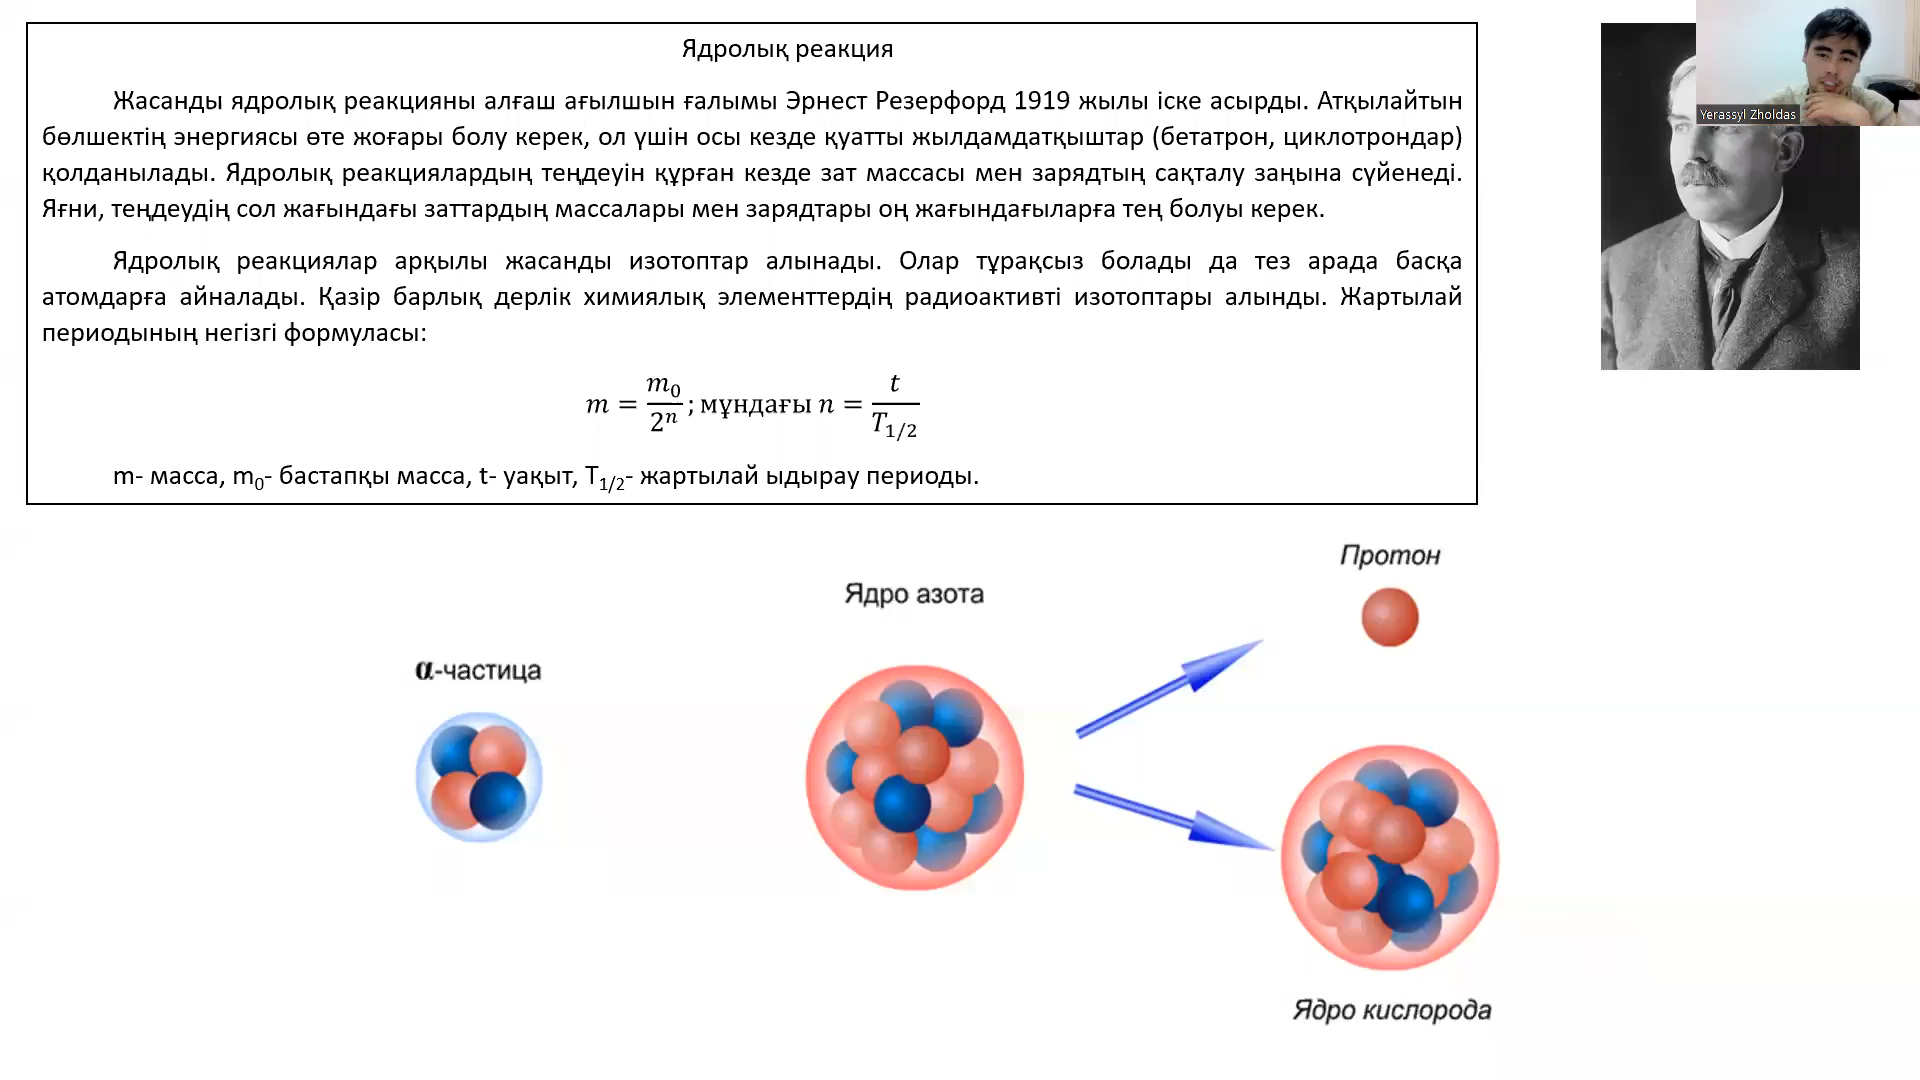 Ядролық реакция
Жасанды ядролық реакцияны алғаш ағылшын ғалымы Эрнест Резерфорд 1919 жылы іске асырды. Атқылайтын
бөлшектің энергиясы өте жоғары болу керек, ол үшін осы кезде қуатты жылдамдатқыштар (бетатрон, циклотрондар)
қолданылады. Ядролық реакциялардың теңдеуін құрған кезде зат массасы мен зарядтың сақталу заңына сүйенеді.
Яғни, теңдеудің сол жағындағы заттардың массалары мен зарядтары оң жағындағыларға тең болуы керек.
Ядролық реакциялар арқылы жасанды изотоптар алынады. Олар тұрақсыз болады да тез арада басқа
атомдарға айналады. Қазір барлық дерлік химиялық элементтердің радиоактивті изотоптары алынды. Жартылай
периодының негізгі формуласы:
m = m₀/2ⁿ ; мұндағы n = t/T₁/₂
m- масса, m₀- бастапқы масса, t- уақыт, T₁/₂- жартылай ыдырау периоды.
Yerassyl Zholdas
Протон
Ядро азота
α-частица
Ядро кислорода